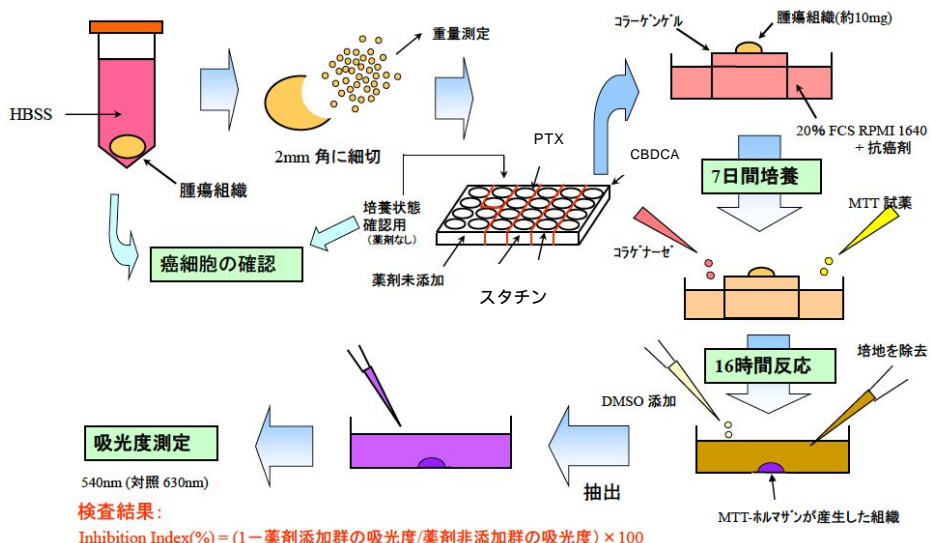 HBSS
腫瘍組織
重量測定
2mm 角に細切
コラーゲンゲル
腫瘍組織(約10mg)
20% FCS RPMI 1640
+ 抗癌剤
PTX
CBDCA
培養状態
確認用
(薬剤なし)
薬剤未添加
スタチン
癌細胞の確認
7日間培養
コラゲナーゼ
MTT 試薬
16時間反応
培地を除去
DMSO 添加
MTT-ホルマザンが産生した組織
抽出
吸光度測定
540nm (対照 630nm)
検査結果:
Inhibition Index(%) = (1ー薬剤添加群の吸光度/薬剤非添加群の吸光度) × 100